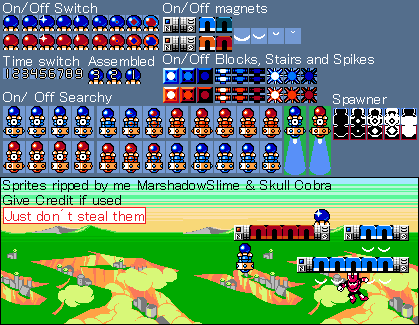 On/Off Switch
On/Off magnets
Time switch Assembled
123456789
On/Off Blocks, Stairs and Spikes
On/ Off Searchy
Spawner
Sprites ripped by me MarshadowSlime & Skull Cobra
Give Credit if used
Just don´t steal them